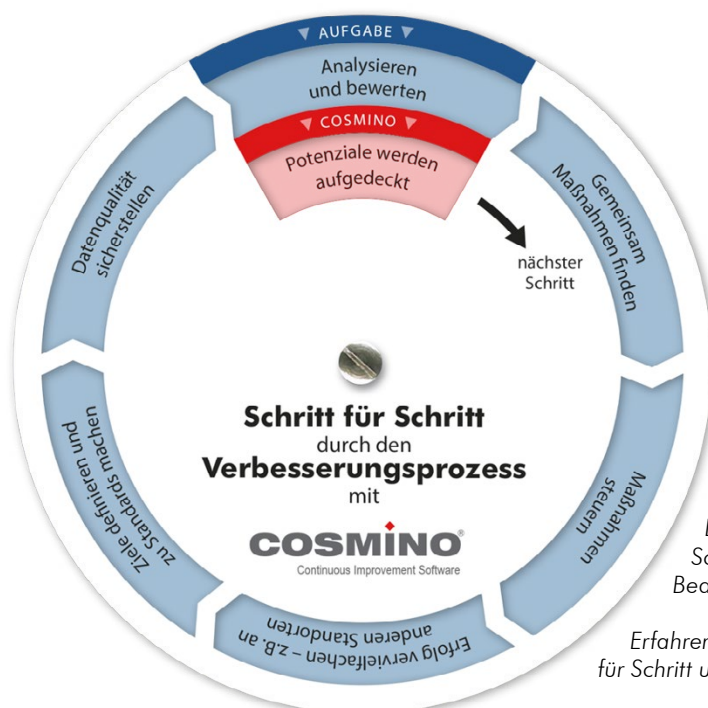 AUFGABE
Analysieren
und bewerten
COSMINO
Potenziale werden
aufgedeckt
nächster
Schritt
Gemeinsam
Maßnahmen finden
Maßnahmen
steuern
Erfolg vervielfachen – z.B. an
anderen Standorten
Ziele definieren und
zu Standards machen
Datenqualität
sicherstellen
Schritt für Schritt
durch den
Verbesserungsprozess
mit
COSMINO®
Continuous Improvement Software
Erfahren
für Schritt u